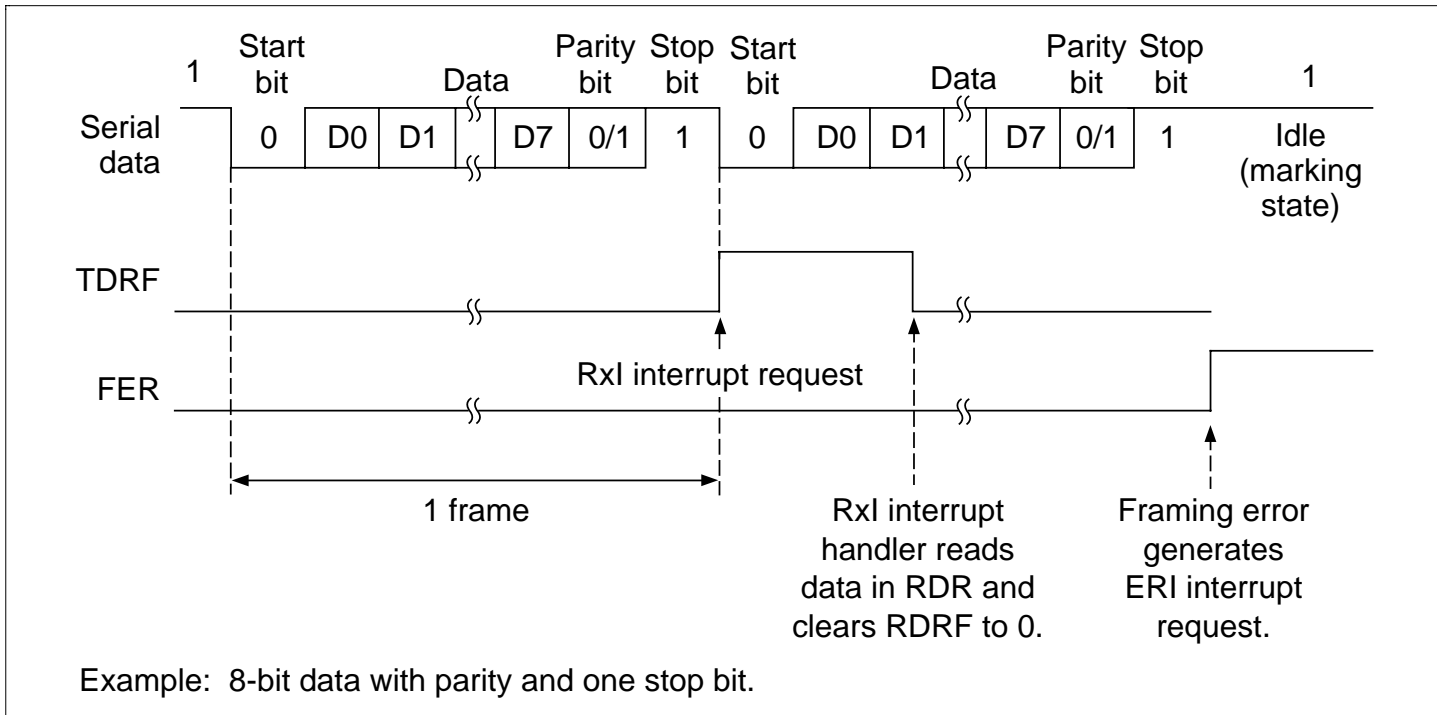 1 Start bit Data Parity bit Stop bit Start bit Data Parity bit Stop bit 1
Serial data 0 D0 D1 D7 0/1 1 0 D0 D1 D7 0/1 1 Idle (marking state)
TDRF
RxI interrupt request
FER
1 frame
RxI interrupt handler reads data in RDR and clears RDRF to 0.
Framing error generates ERI interrupt request.
Example: 8-bit data with parity and one stop bit.